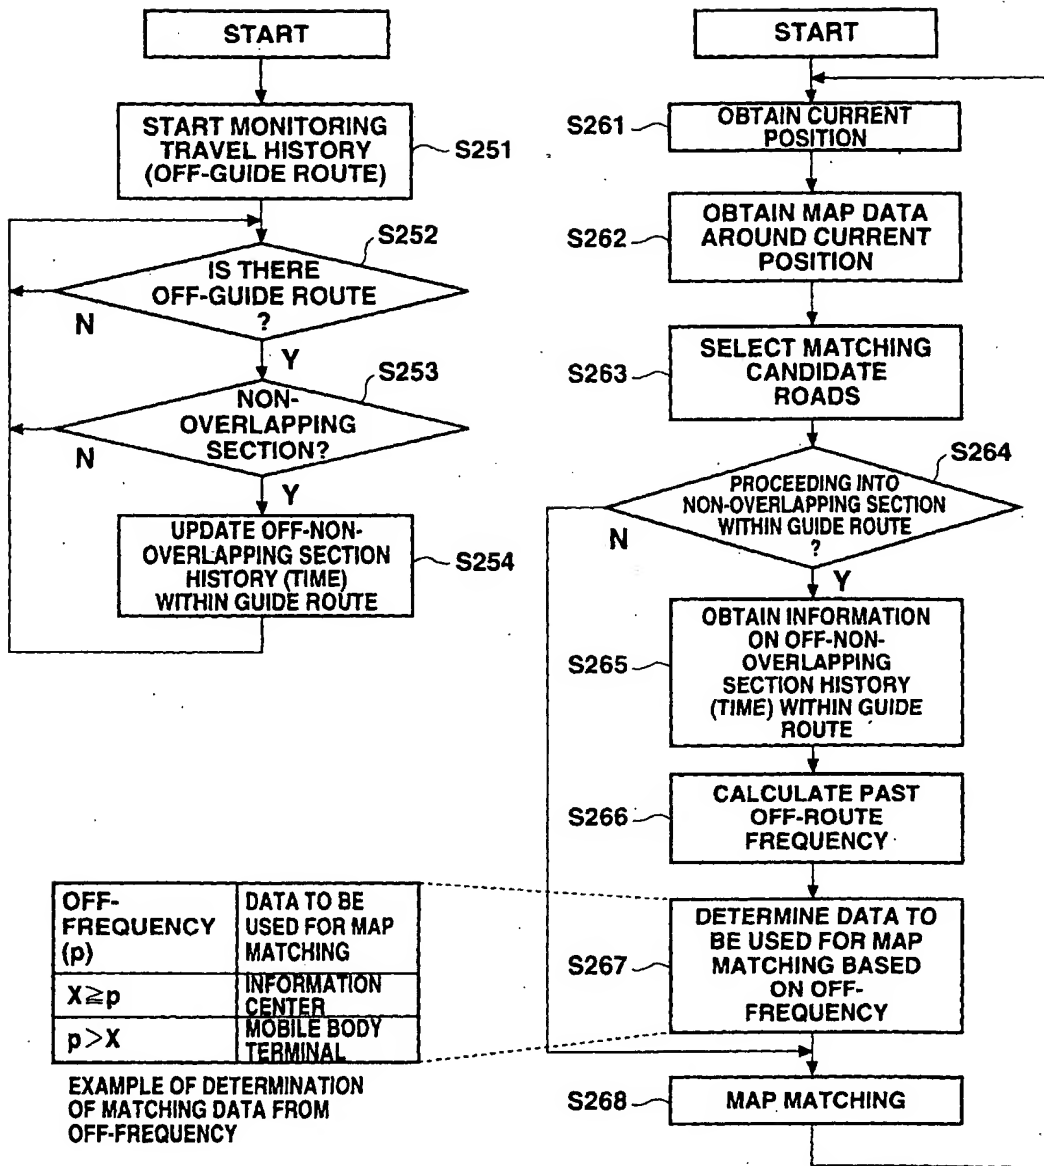 START
START MONITORING
TRAVEL HISTORY
(OFF-GUIDE ROUTE)
S251
S252
IS THERE
OFF-GUIDE ROUTE
?
N
Y
S253
NON-
OVERLAPPING
SECTION?
N
Y
UPDATE OFF-NON-
OVERLAPPING SECTION
HISTORY (TIME)
WITHIN GUIDE ROUTE
S254
START
S261
OBTAIN CURRENT
POSITION
S262
OBTAIN MAP DATA
AROUND CURRENT
POSITION
S263
SELECT MATCHING
CANDIDATE
ROADS
S264
PROCEEDING INTO
NON-OVERLAPPING SECTION
WITHIN GUIDE ROUTE
?
N
Y
S265
OBTAIN INFORMATION
ON OFF-NON-
OVERLAPPING
SECTION HISTORY
(TIME) WITHIN GUIDE
ROUTE
S266
CALCULATE PAST
OFF-ROUTE
FREQUENCY
S267
DETERMINE DATA TO
BE USED FOR MAP
MATCHING BASED
ON OFF-
FREQUENCY
S268
MAP MATCHING
OFF-
FREQUENCY
(p)
DATA TO BE
USED FOR MAP
MATCHING
X≧p
INFORMATION
CENTER
p>X
MOBILE BODY
TERMINAL
EXAMPLE OF DETERMINATION
OF MATCHING DATA FROM
OFF-FREQUENCY